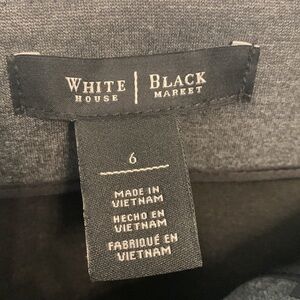 WHITE | BLACK
HOUSE | MARKET
6
MADE IN
VIETNAM
HECHO EN
VIETNAM
FABRIQUÉ EN
VIETNAM